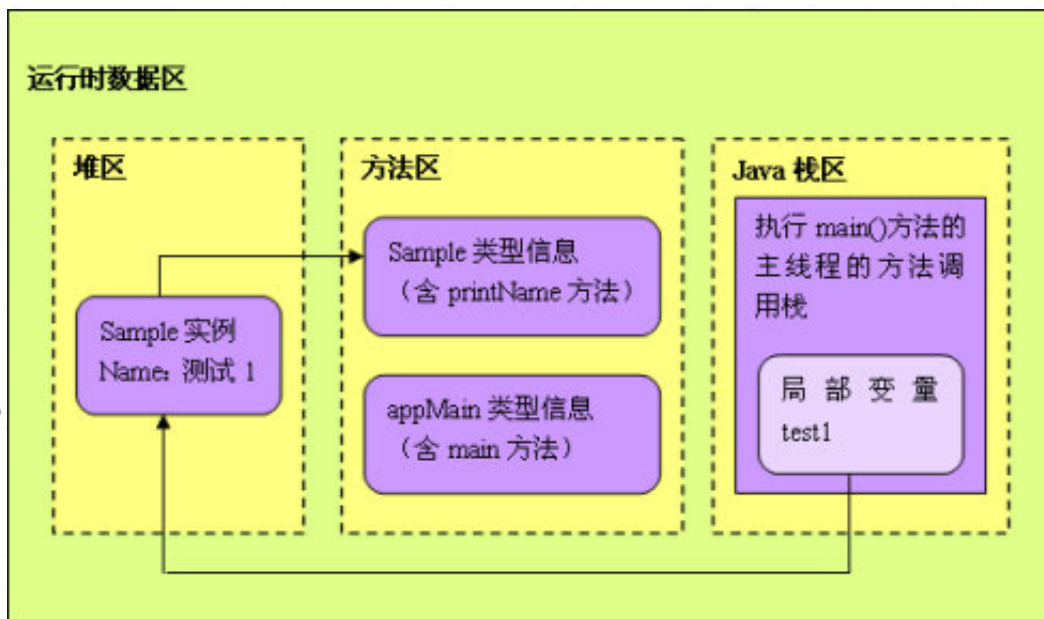 运行时数据区
堆区
Sample 实例
Name：测试 1
方法区
Sample 类型信息
（含 printName 方法）
appMain 类型信息
（含 main 方法）
Java 栈区
执行 main()方法的
主线程的方法调
用栈
局部变量
test1